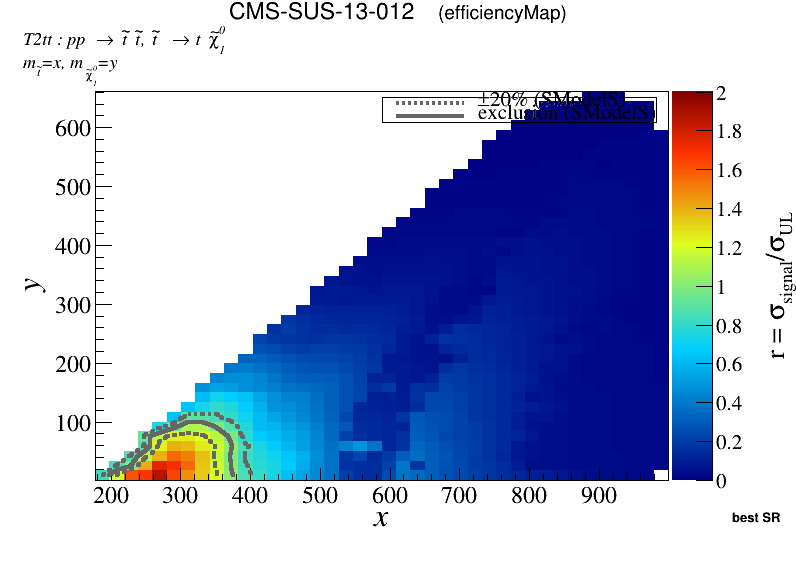 CMS-SUS-13-012 (efficiencyMap)
T2tt : pp → t̃ t̃, t̃ → t χ̃⁰₁
m_t̃=x, m_χ̃⁰₁=y
±20% (SModelS)
exclusion (SModelS)
600
500
400
300
200
100
y
200 300 400 500 600 700 800 900
x
2
1.8
1.6
1.4
1.2
1
0.8
0.6
0.4
0.2
0
r = σ_signal/σ_UL
best SR